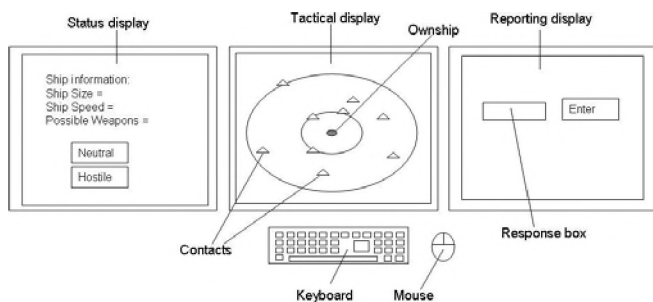 Status display
Tactical display
Reporting display
Ownship
Ship information:
Ship Size =
Ship Speed =
Possible Weapons =
Neutral
Hostile
Enter
Contacts
Response box
Keyboard
Mouse